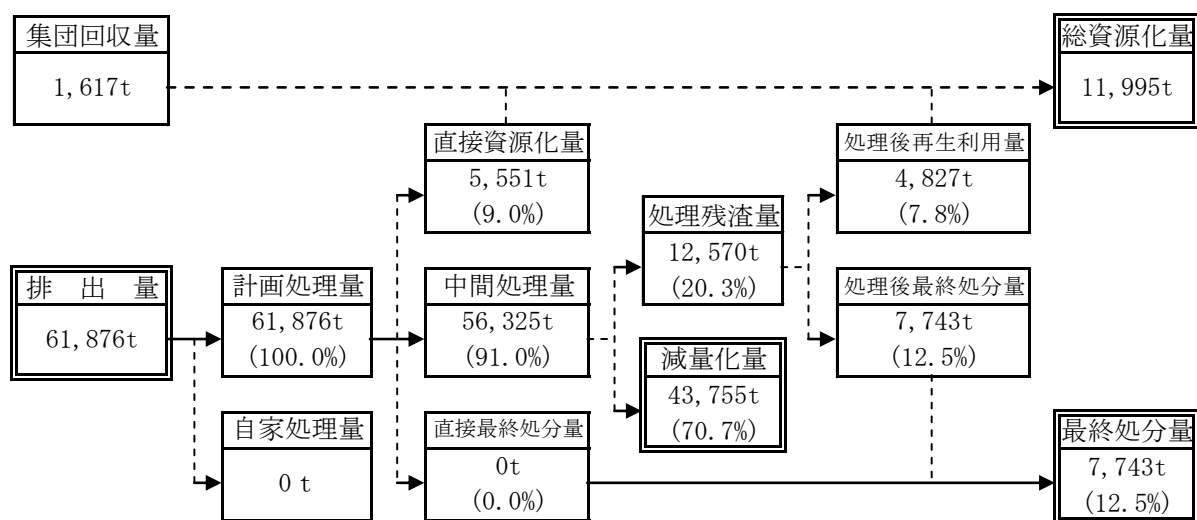 集団回収量
1,617t
総資源化量
11,995t
直接資源化量
5,551t
(9.0%)
処理後再生利用量
4,827t
(7.8%)
処理残渣量
12,570t
(20.3%)
排 出 量
61,876t
計画処理量
61,876t
(100.0%)
中間処理量
56,325t
(91.0%)
処理後最終処分量
7,743t
(12.5%)
減量化量
43,755t
(70.7%)
自家処理量
0 t
直接最終処分量
0t
(0.0%)
最終処分量
7,743t
(12.5%)